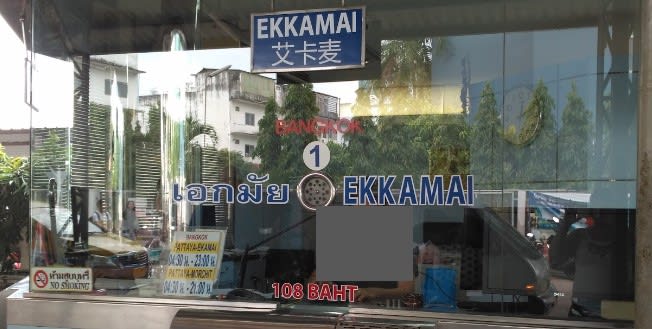 EKKAMAI
艾卡麦
BANGKOK
1
เอกมัย EKKAMAI
BANGKOK
PATTAYA-EKAMAI
04:30 น. - 23:00 น.
PATTAYA-MORCHIT
04:30 น. - 21:00 น.
ห้ามสูบบุหรี่
NO SMOKING
108 BAHT